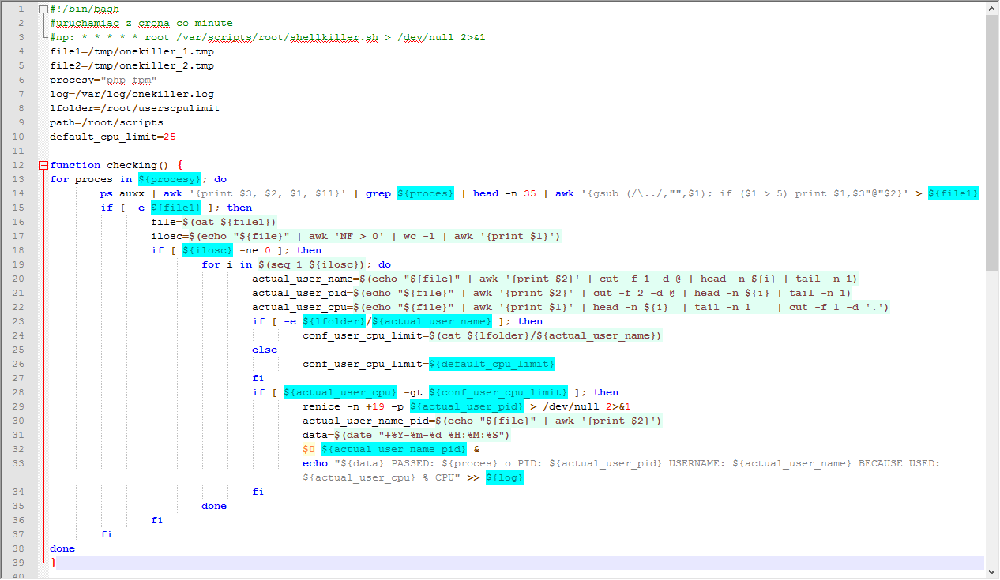 1 #!/bin/bash
2 #uruchamiac z crona co minute
3 #np: * * * * * root /var/scripts/root/shellkiller.sh > /dev/null 2>&1
4 file1=/tmp/onekiller_1.tmp
5 file2=/tmp/onekiller_2.tmp
6 procesy="php-fpm"
7 log=/var/log/onekiller.log
8 lfolder=/root/userscpulimit
9 path=/root/scripts
10 default_cpu_limit=25
11
12 function checking() {
13 for proces in ${procesy}; do
14 ps auwx | awk '{print $3, $2, $1, $11}' | grep ${proces} | head -n 35 | awk '{gsub (/\../,"",$1); if ($1 > 5) print $1,$3"@"$2}' > ${file1}
15 if [ -e ${file1} ]; then
16 file=$(cat ${file1})
17 ilosc=$(echo "${file}" | awk 'NF > 0' | wc -l | awk '{print $1}')
18 if [ ${ilosc} -ne 0 ]; then
19 for i in $(seq 1 ${ilosc}); do
20 actual_user_name=$(echo "${file}" | awk '{print $2}' | cut -f 1 -d @ | head -n ${i} | tail -n 1)
21 actual_user_pid=$(echo "${file}" | awk '{print $2}' | cut -f 2 -d @ | head -n ${i} | tail -n 1)
22 actual_user_cpu=$(echo "${file}" | awk '{print $1}' | head -n ${i}  | tail -n 1    | cut -f 1 -d '.')
23 if [ -e ${lfolder}/${actual_user_name} ]; then
24 conf_user_cpu_limit=$(cat ${lfolder}/${actual_user_name})
25 else
26 conf_user_cpu_limit=${default_cpu_limit}
27 fi
28 if [ ${actual_user_cpu} -gt ${conf_user_cpu_limit} ]; then
29 renice -n +19 -p ${actual_user_pid} > /dev/null 2>&1
30 actual_user_name_pid=$(echo "${file}" | awk '{print $2}')
31 data=$(date "+%Y-%m-%d %H:%M:%S")
32 $0 ${actual_user_name_pid} &
33 echo "${data} PASSED: ${proces} o PID: ${actual_user_pid} USERNAME: ${actual_user_name} BECAUSE USED:
${actual_user_cpu} % CPU" >> ${log}
34 fi
35 done
36 fi
37 fi
38 done
39 }
40